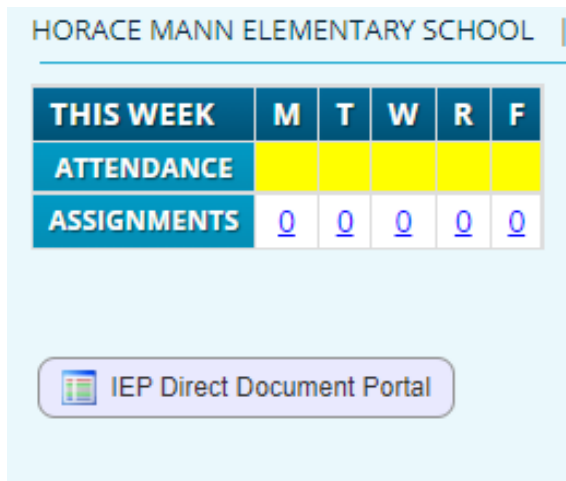 HORACE MANN ELEMENTARY SCHOOL
THIS WEEK M T W R F
ATTENDANCE
ASSIGNMENTS 0 0 0 0 0
IEP Direct Document Portal